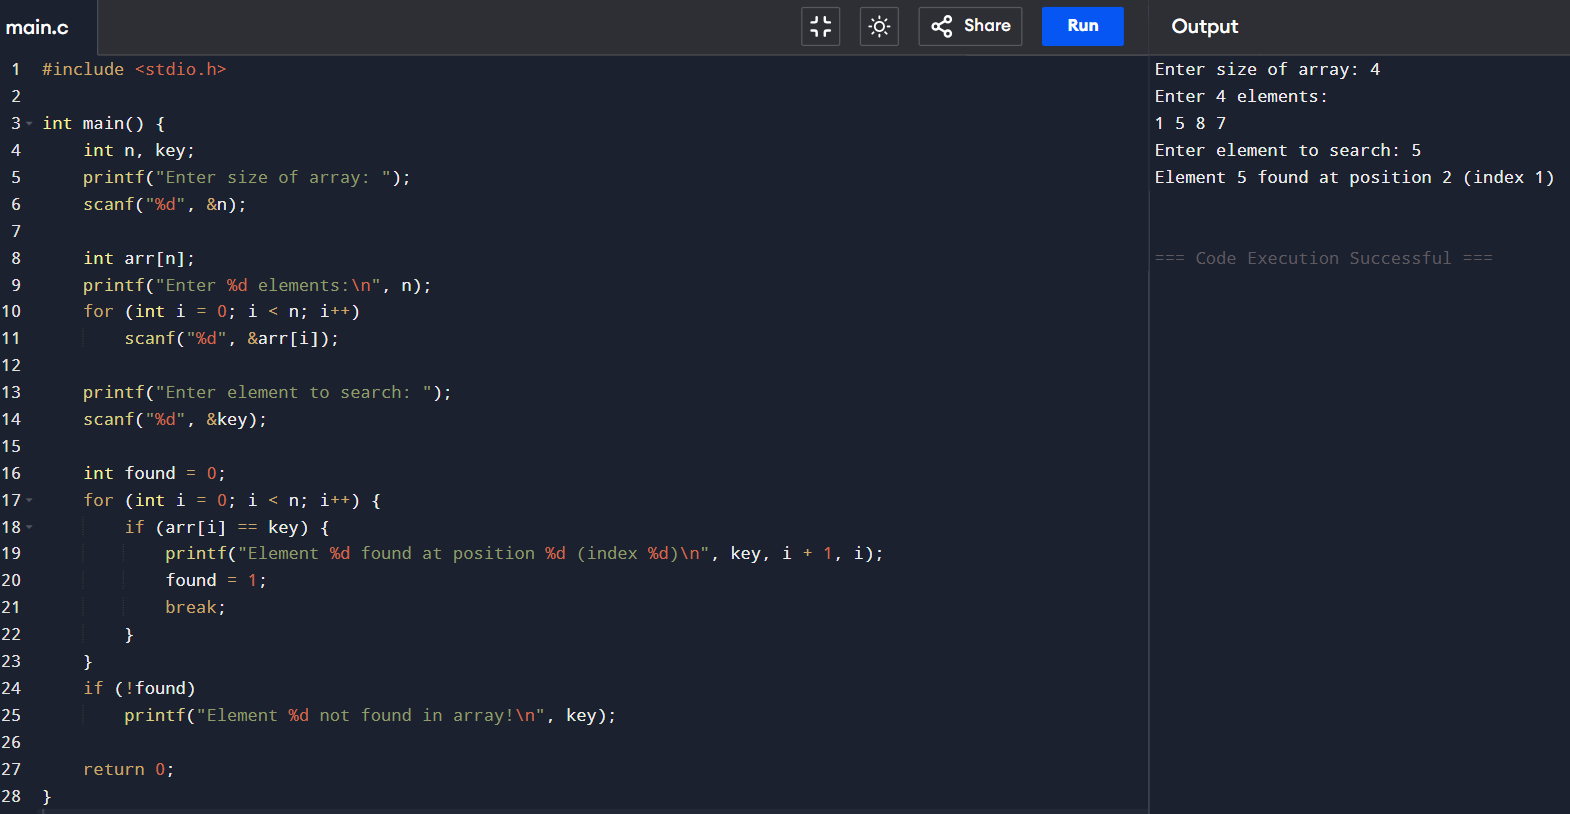 main.c
Share
Run
Output
1 #include <stdio.h>
2
3 int main() {
4     int n, key;
5     printf("Enter size of array: ");
6     scanf("%d", &n);
7
8     int arr[n];
9     printf("Enter %d elements:\n", n);
10     for (int i = 0; i < n; i++)
11         scanf("%d", &arr[i]);
12
13     printf("Enter element to search: ");
14     scanf("%d", &key);
15
16     int found = 0;
17     for (int i = 0; i < n; i++) {
18         if (arr[i] == key) {
19             printf("Element %d found at position %d (index %d)\n", key, i + 1, i);
20             found = 1;
21             break;
22         }
23     }
24     if (!found)
25         printf("Element %d not found in array!\n", key);
26
27     return 0;
28 }
Enter size of array: 4
Enter 4 elements:
1 5 8 7
Enter element to search: 5
Element 5 found at position 2 (index 1)
=== Code Execution Successful ===